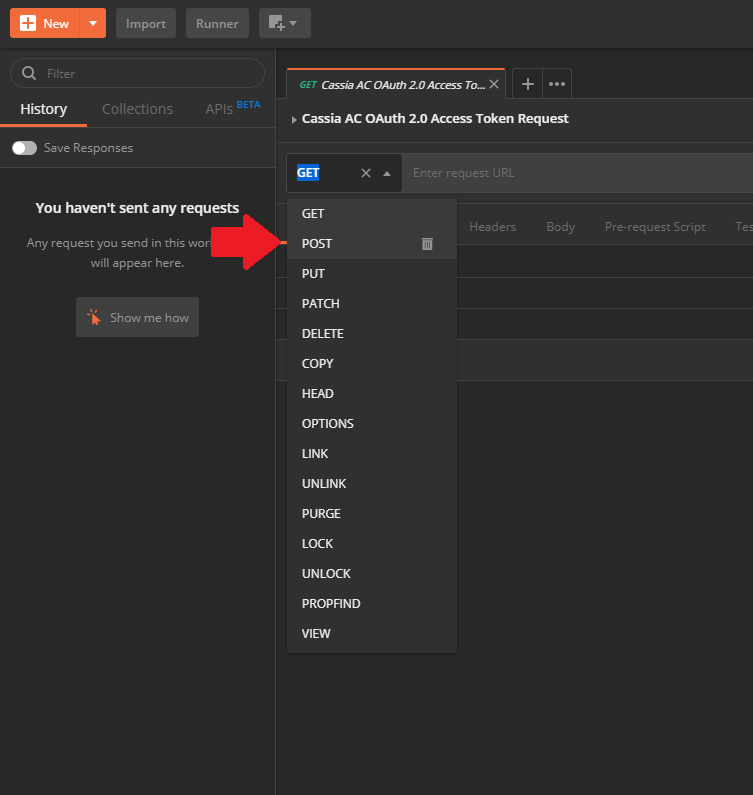 New
Import
Runner
Filter
History
Collections
APIs BETA
Save Responses
You haven't sent any requests
Any request you send in this wor
will appear here.
Show me how
GET Cassia AC OAuth 2.0 Access To...
Cassia AC OAuth 2.0 Access Token Request
GET
Enter request URL
Headers
Body
Pre-request Script
Tes
GET
POST
PUT
PATCH
DELETE
COPY
HEAD
OPTIONS
LINK
UNLINK
PURGE
LOCK
UNLOCK
PROPFIND
VIEW